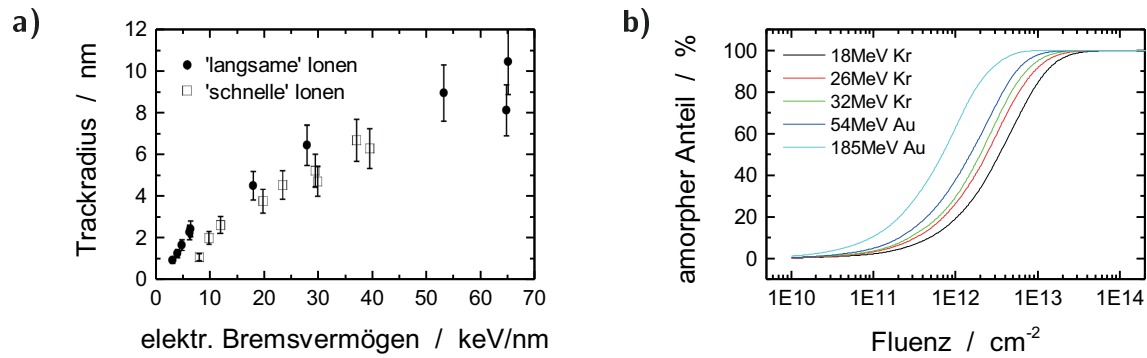 a)
Trackradius / nm
12
10
8
6
4
2
0
'langsame' Ionen
'schnelle' Ionen
0 10 20 30 40 50 60 70
elektr. Bremsvermögen / keV/nm
b)
amorpher Anteil / %
100
80
60
40
20
0
18MeV Kr
26MeV Kr
32MeV Kr
54MeV Au
185MeV Au
1E10 1E11 1E12 1E13 1E14
Fluenz / cm⁻²